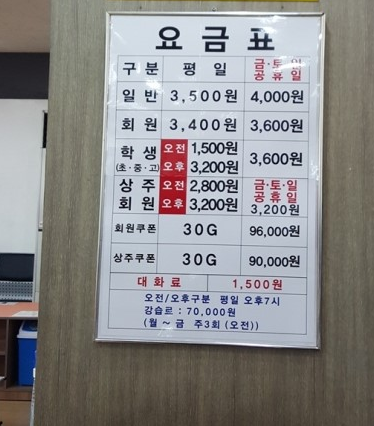 요금표
구분 평일 금·토·일 공휴일
일반 3,500원 4,000원
회원 3,400원 3,600원
학생 (초·중·고) 오전 1,500원 3,600원
오후 3,200원
상주 회원 오전 2,800원 금·토·일 공휴일
오후 3,200원 3,200원
회원쿠폰 30G 96,000원
상주쿠폰 30G 90,000원
대화료 1,500원
오전/오후구분 평일 오후7시
강습료 : 70,000원
(월 ~ 금 주3회 (오전))